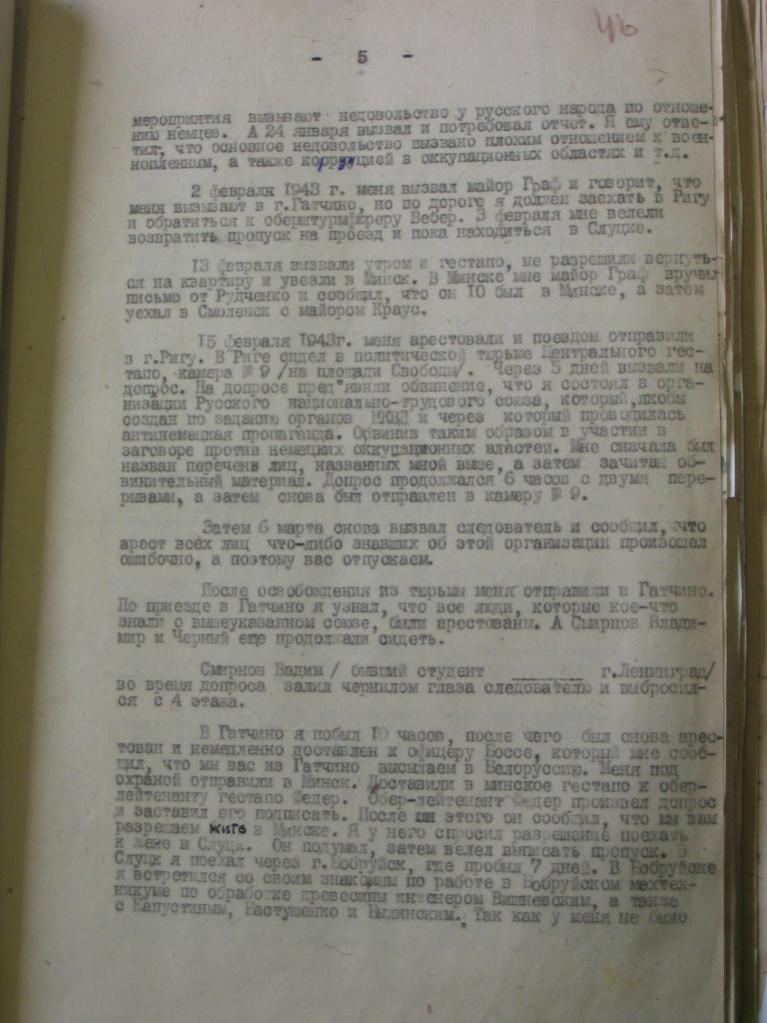 46
- 5 -
мероприятия вызывают недовольство у русского народа по отноше-
нию немцев. А 24 января вызвал и потребовал отчет. Я ему отве-
тил, что основное недовольство вызвано плохим отношением к воен-
нопленным, а также коррупцией в оккупационных областях и т.д.
2 февраля 1943 г. меня вызвал майор Граф и говорит, что
меня вызывают в г.Гатчино, но по дороге я должен заехать в Ригу
и обратиться к оберштурмфюреру Вебер. 3 февраля мне велели
возвратить пропуск на проезд и пока находиться в Слуцке.
13 февраля вызвали утром в гестапо, не разрешили вернуть-
ся на квартиру и увезли в Минск. В Минске мне майор Граф вручил
письмо от Рудченко и сообщил, что он 10 был в Минске, а затем
уехал в Смоленск с майором Краус.
15 февраля 1943г. меня арестовали и поездом отправили
в г.Ригу. В Риге сидел в политической тюрьме Центрального гес-
тапо, камера № 9 /на площади Свободы/. Через 5 дней вызвали на
допрос. На допросе пред"явили обвинение, что я состоял в орга-
низации Русского национально-трудового союза, который,якобы
создан по заданию органов НКВД и через который проводилась
антинемецкая пропаганда. Обвинив таким образом в участии в
заговоре против немецких оккупационных властей. Мне сначала был
назван перечень лиц, названных мной выше, а затем зачитан об-
винительный материал. Допрос продолжался 6 часов с двумя пере-
рывами, а затем снова был отправлен в камеру № 9.
Затем 6 марта снова вызвал следователь и сообщил, что
арест всех лиц что-либо знавших об этой организации произошел
ошибочно, а поэтому вас отпускаем.
После освобождения из тюрьмы меня отправили в Гатчино.
По приезде в Гатчино я узнал, что все люди, которые кое-что
знали о вышеуказанном союзе, были арестованы. А Смирнов Влади-
мир и Черный еще продолжали сидеть.
Смирнов Вадим / бывший студент _______ г.Ленинград/
во время допроса залил чернилом глаза следователю и выбросил-
ся с 4 этажа.
В Гатчино я побыл 10 часов, после чего был снова арес-
тован и немедленно доставлен к офицеру Боссе, который мне сооб-
щил, что мы вас из Гатчино высылаем в Белоруссию. Меня под
охраной отправили в Минск. Доставили в минское гестапо к обер-
лейтенанту гестапо Федер. Обер-лейтенант Федер произвел допрос
и заставил его подписать. После этого он сообщил, что мы вам
разрешаем жить в Минске. Я у него спросил разрешение поехать
к жене в Слуцк. Он подумал, затем велел выписать пропуск. В
Слуцк я поехал через г.Бобруйск, где пробыл 7 дней. В Бобруйске
я встретился со своим знакомым по работе в Бобруйском мехтех-
никуме по обработке древесины инженером Вишневским, а также
с Капустиным, Пастушенко и Былинским. Так как у меня не было